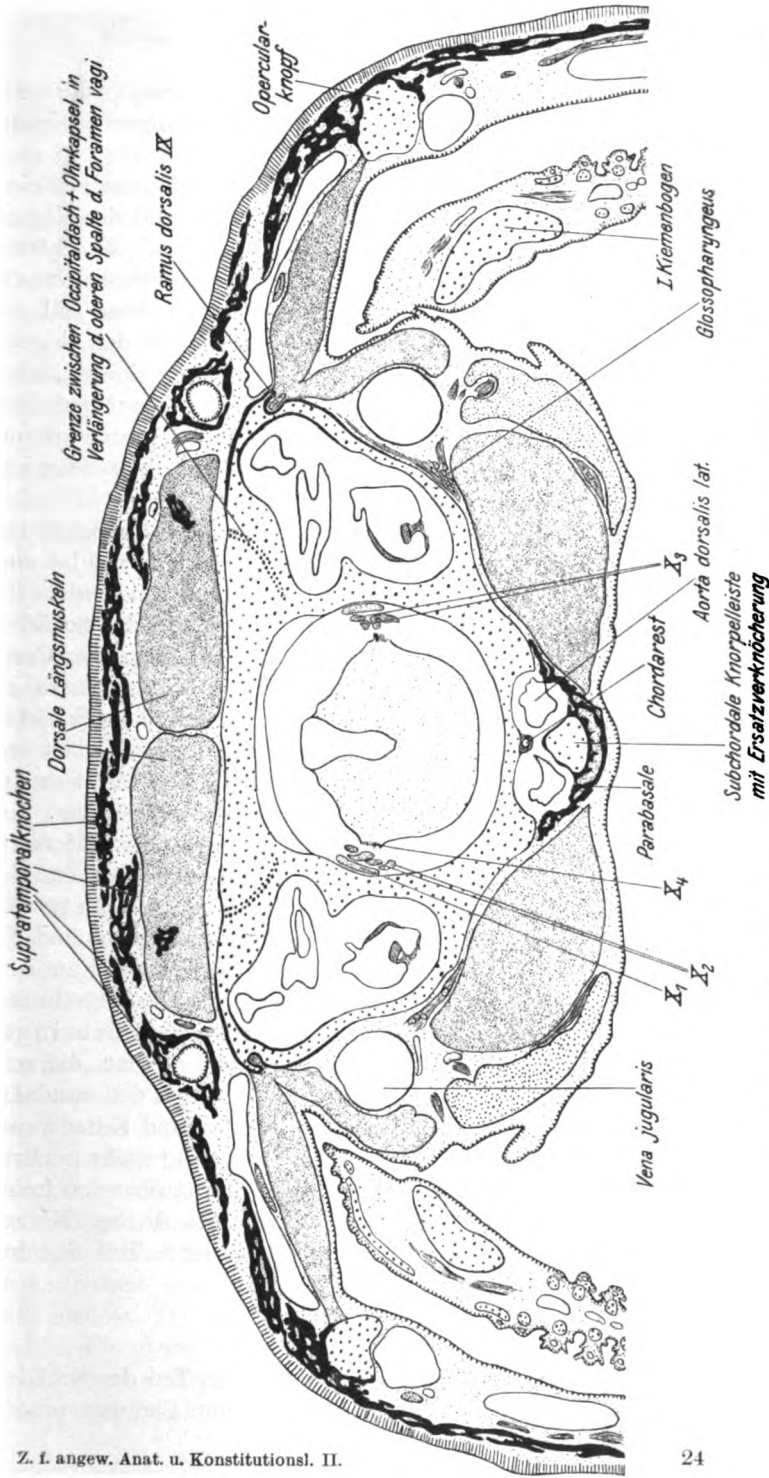 Supratemporalknochen
Dorsale Längsmuskeln
Grenze zwischen Occipitaldach + Ohrkapsel, in
Verlängerung d. oberen Spalte d. Foramen vagi
Ramus dorsalis IX
Opercular-
knopf
Vena jugularis
X₁
X₂
X₄
Parabasale
Subchordale Knorpelleiste
mit Ersatzverknöcherung
Chordarest
Aorta dorsalis lat.
X₃
Glossopharyngeus
I Kiemenbogen
Z. f. angew. Anat. u. Konstitutionsl. II.
24